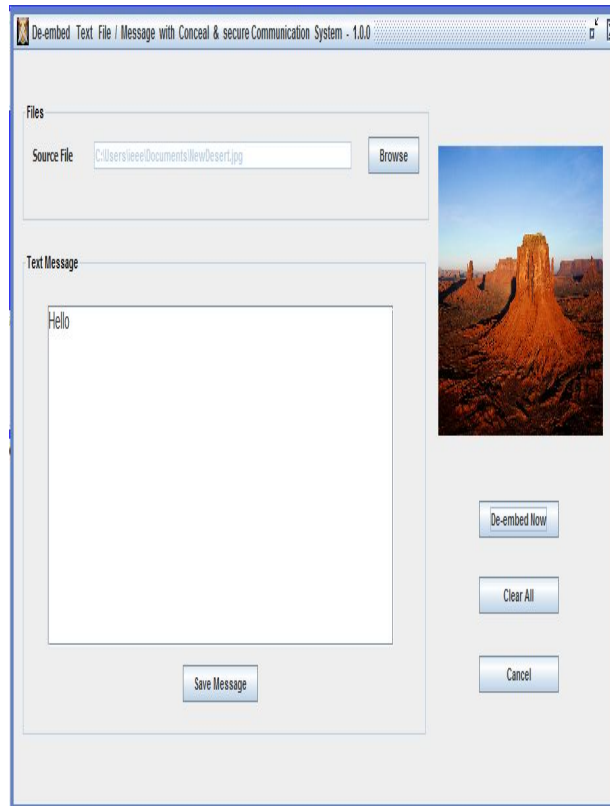 De-embed Text File / Message with Conceal & secure Communication System - 1.0.0
Files
Source File C:\Users\ieee\Documents\NewDesert.jpg Browse
Text Message
Hello
De-embed Now
Clear All
Save Message
Cancel